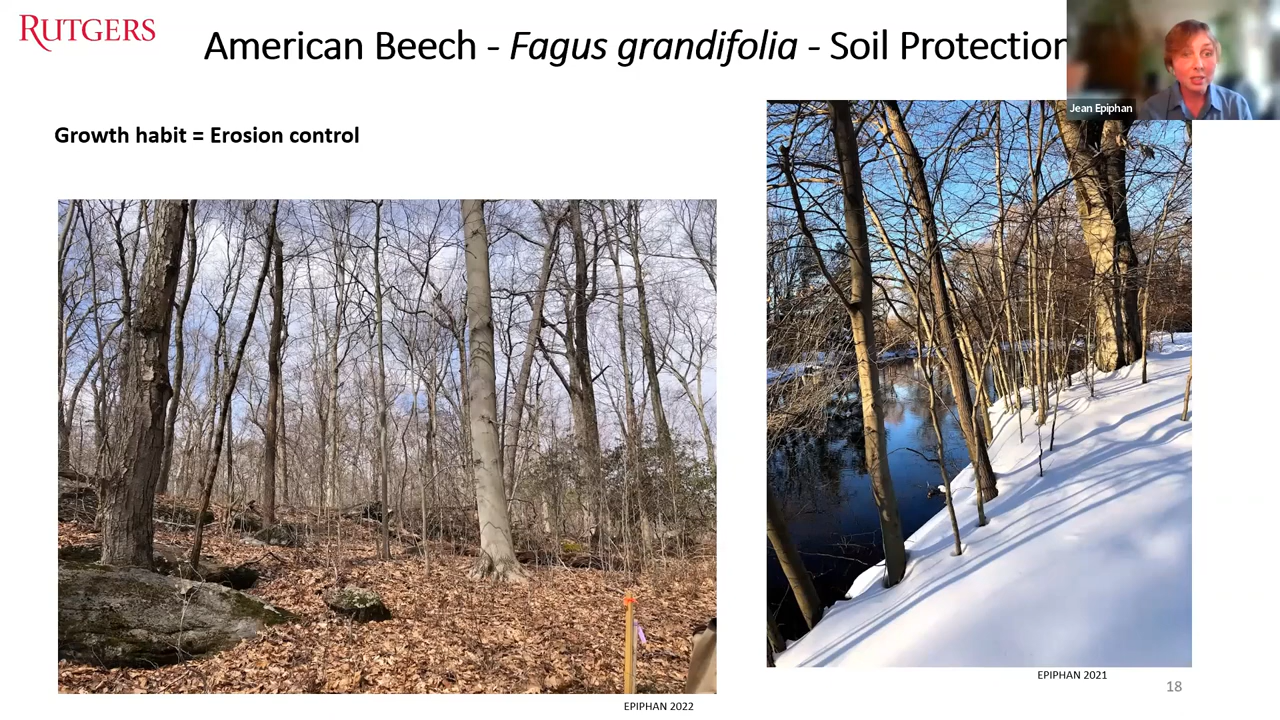 RUTGERS
American Beech - Fagus grandifolia - Soil Protection
Jean Epiphan
Growth habit = Erosion control
EPIPHAN 2021
18
EPIPHAN 2022